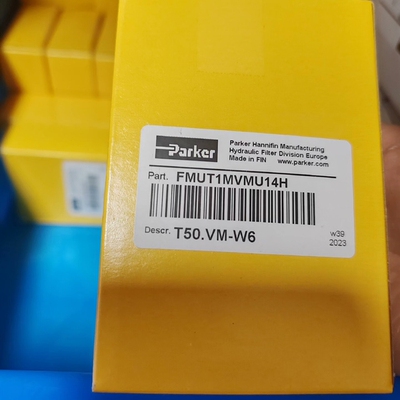 Parker
Parker Hannifin Manufacturing
Hydraulic Filter Division Europe
Made in FIN www.parker.com
Part. FMUT1MVMU14H
Descr. T50.VM-W6
w39
2023